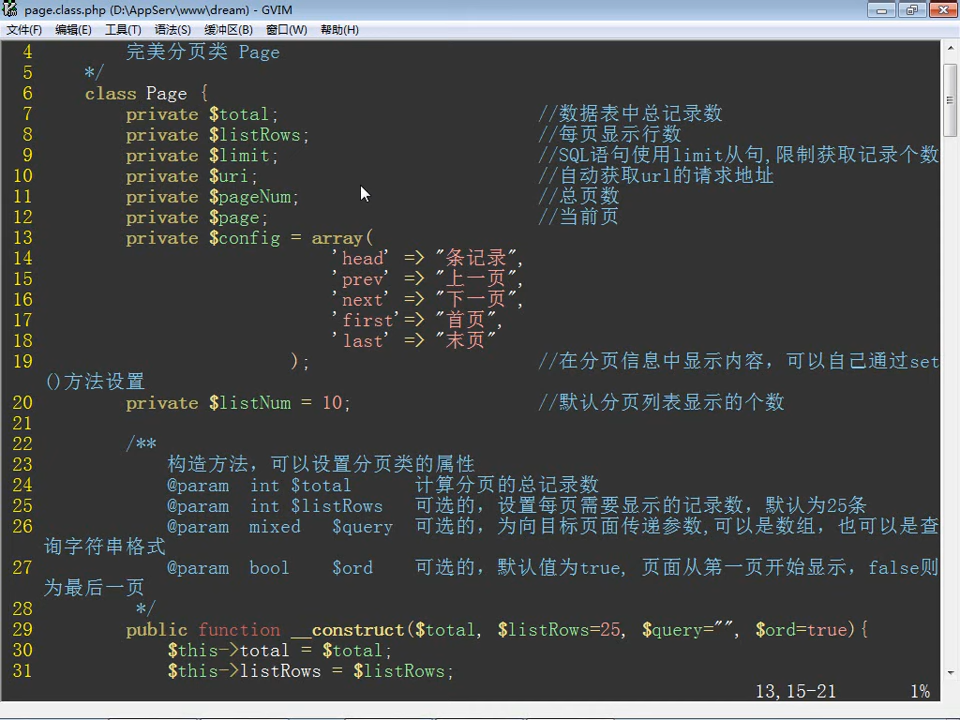 page.class.php (D:\AppServ\www\dream) - GVIM
文件(F) 编辑(E) 工具(T) 语法(S) 缓冲区(B) 窗口(W) 帮助(H)
4 完美分页类 Page
5 */
6 class Page {
7 private $total; //数据表中总记录数
8 private $listRows; //每页显示行数
9 private $limit; //SQL语句使用limit从句,限制获取记录个数
10 private $uri; //自动获取url的请求地址
11 private $pageNum; //总页数
12 private $page; //当前页
13 private $config = array(
14 'head' => "条记录",
15 'prev' => "上一页",
16 'next' => "下一页",
17 'first'=> "首页",
18 'last' => "末页"
19 ); //在分页信息中显示内容，可以自己通过set
()方法设置
20 private $listNum = 10; //默认分页列表显示的个数
21
22 /**
23 构造方法，可以设置分页类的属性
24 @param int $total 计算分页的总记录数
25 @param int $listRows 可选的，设置每页需要显示的记录数，默认为25条
26 @param mixed $query 可选的，为向目标页面传递参数,可以是数组，也可以是查
询字符串格式
27 @param bool $ord 可选的，默认值为true, 页面从第一页开始显示，false则
为最后一页
28 */
29 public function __construct($total, $listRows=25, $query="", $ord=true){
30 $this->total = $total;
31 $this->listRows = $listRows;
13,15-21 1%